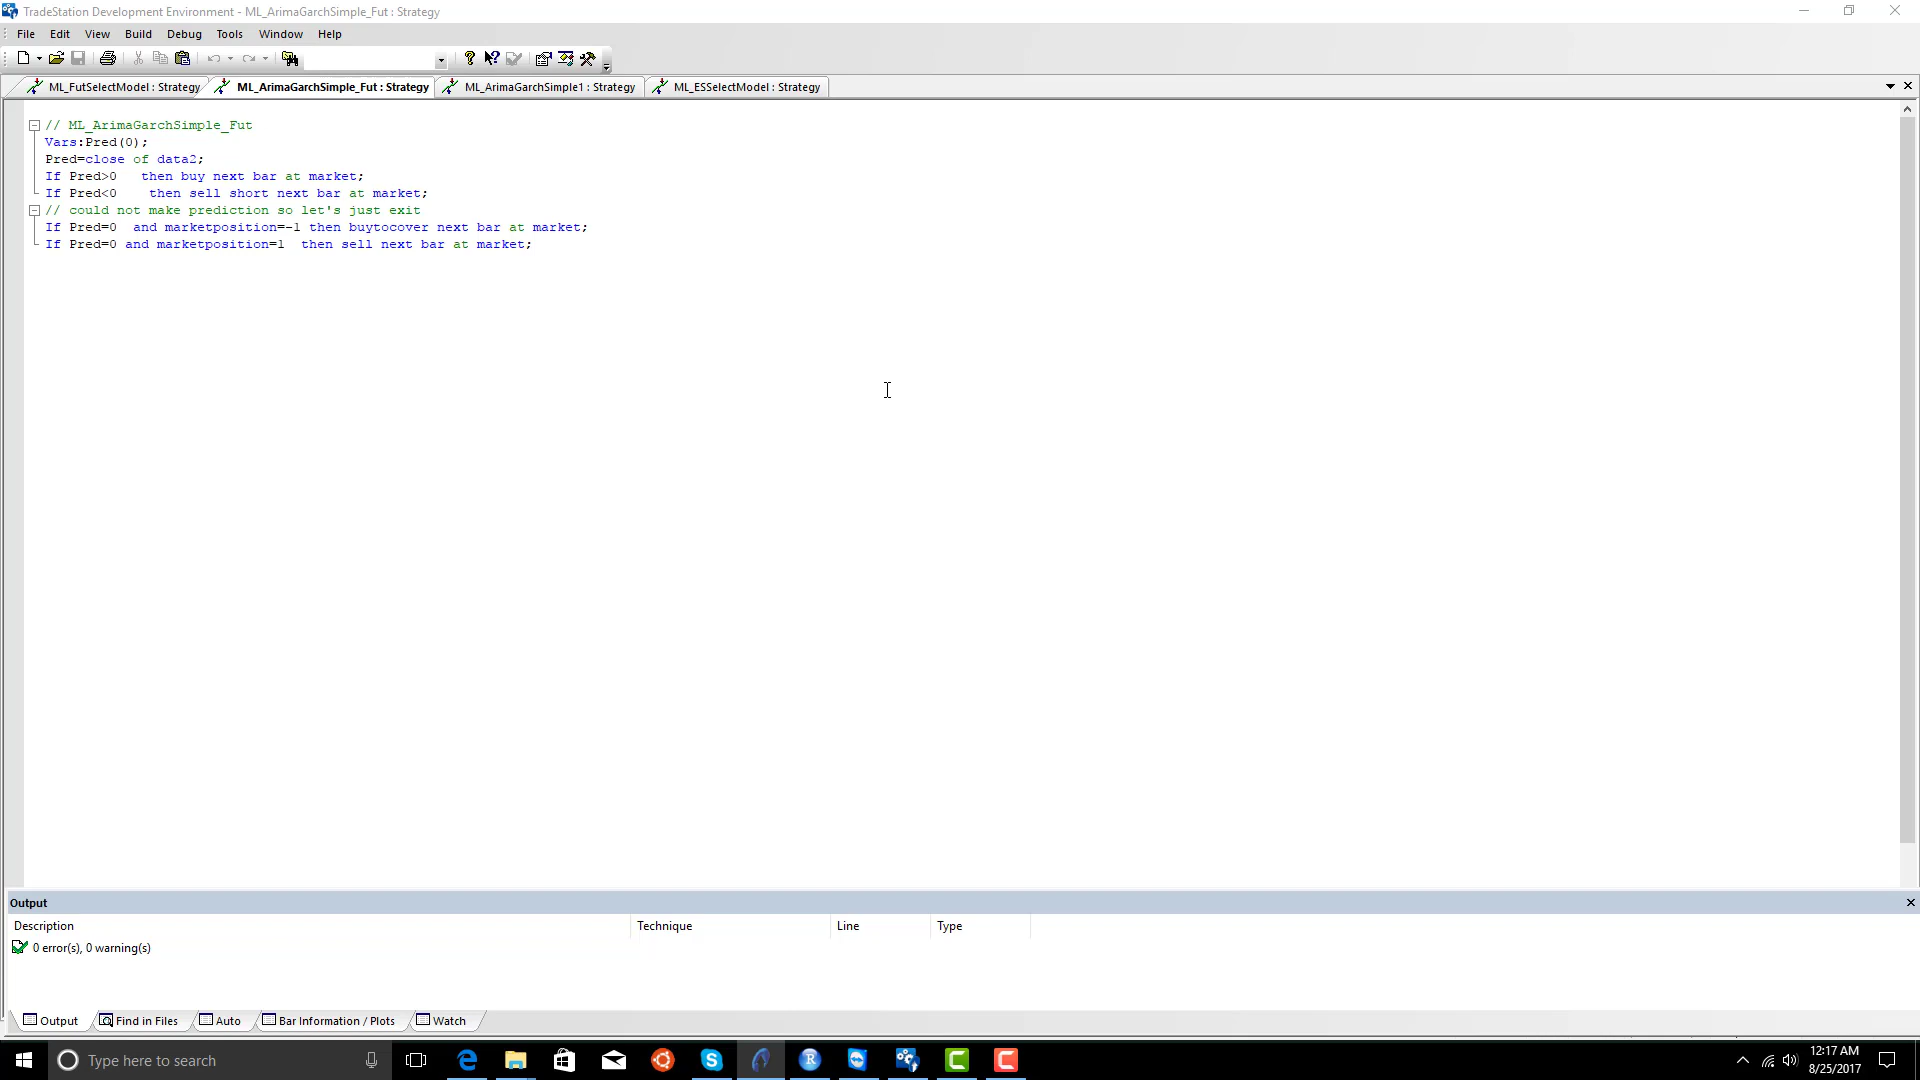 TradeStation Development Environment - ML_ArimaGarchSimple_Fut : Strategy
File Edit View Build Debug Tools Window Help
ML_FutSelectModel : Strategy ML_ArimaGarchSimple_Fut : Strategy ML_ArimaGarchSimple1 : Strategy ML_ESSelectModel : Strategy
// ML_ArimaGarchSimple_Fut
Vars:Pred(0);
Pred=close of data2;
If Pred>0 then buy next bar at market;
If Pred<0 then sell short next bar at market;
// could not make prediction so let's just exit
If Pred=0 and marketposition=-1 then buytocover next bar at market;
If Pred=0 and marketposition=1 then sell next bar at market;
Output
Description Technique Line Type
0 error(s), 0 warning(s)
Output Find in Files Auto Bar Information / Plots Watch
Type here to search
12:17 AM
8/25/2017